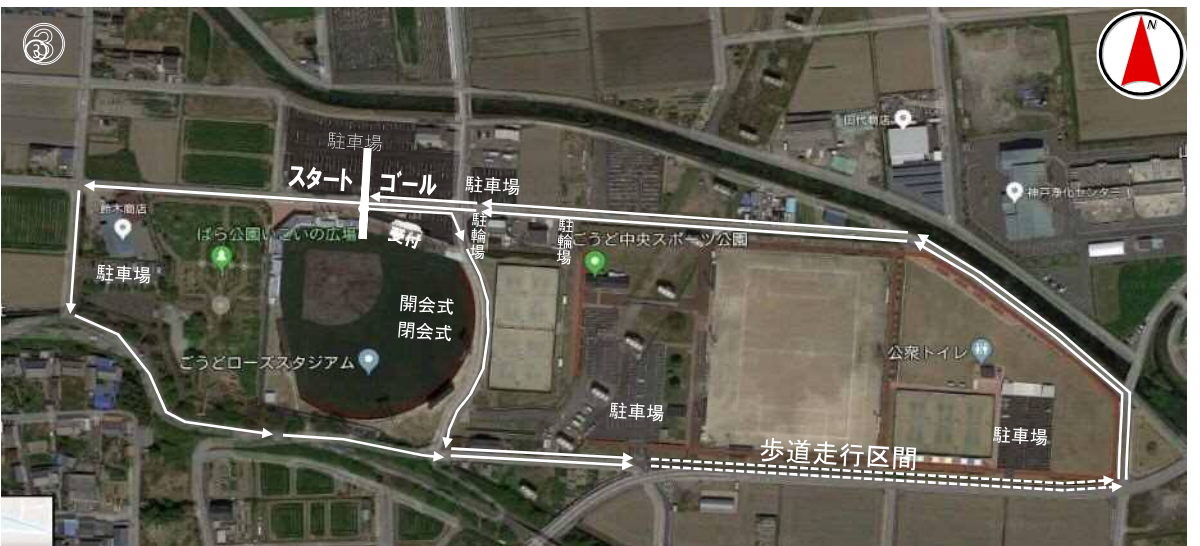 ③
N
田代商店
駐車場
スタート
ゴール
駐車場
神戸浄化センター
鈴木商店
ばら公園いこいの広場
受付
駐輪場
駐輪場
ごうど中央スポーツ公園
駐車場
開会式
閉会式
ごうどローズスタジアム
公衆トイレ
駐車場
駐車場
歩道走行区間